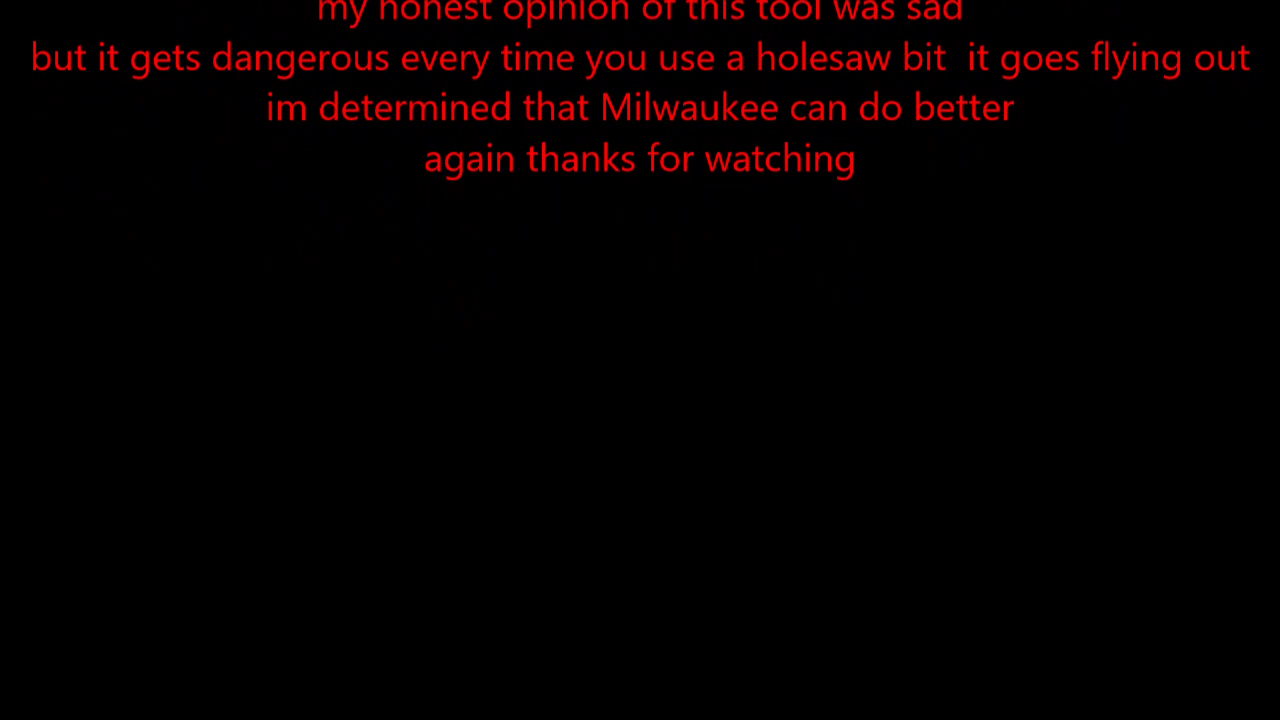 my honest opinion of this tool was sad
but it gets dangerous every time you use a holesaw bit  it goes flying out
im determined that Milwaukee can do better
again thanks for watching